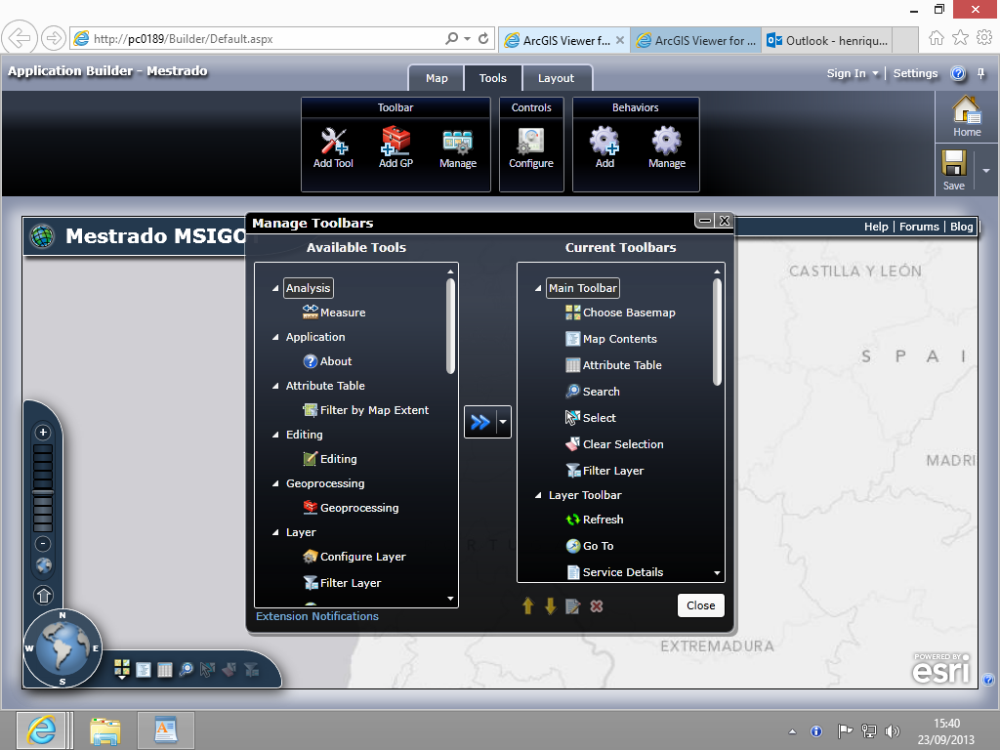 http://pc0189/Builder/Default.aspx
ArcGIS Viewer f...
ArcGIS Viewer for ...
Outlook - henriqu...
Application Builder - Mestrado
Map
Tools
Layout
Sign In
Settings
Toolbar
Controls
Behaviors
Add Tool
Add GP
Manage
Configure
Add
Manage
Home
Save
Mestrado MSIGO
Help | Forums | Blog
Manage Toolbars
Available Tools
Current Toolbars
Analysis
Measure
Application
About
Attribute Table
Filter by Map Extent
Editing
Editing
Geoprocessing
Geoprocessing
Layer
Configure Layer
Filter Layer
Extension Notifications
Main Toolbar
Choose Basemap
Map Contents
Attribute Table
Search
Select
Clear Selection
Filter Layer
Layer Toolbar
Refresh
Go To
Service Details
Close
CASTILLA Y LEÓN
S P A I
MADRI
EXTREMADURA
N
W
E
S
POWERED BY
esri
15:40
23/09/2013